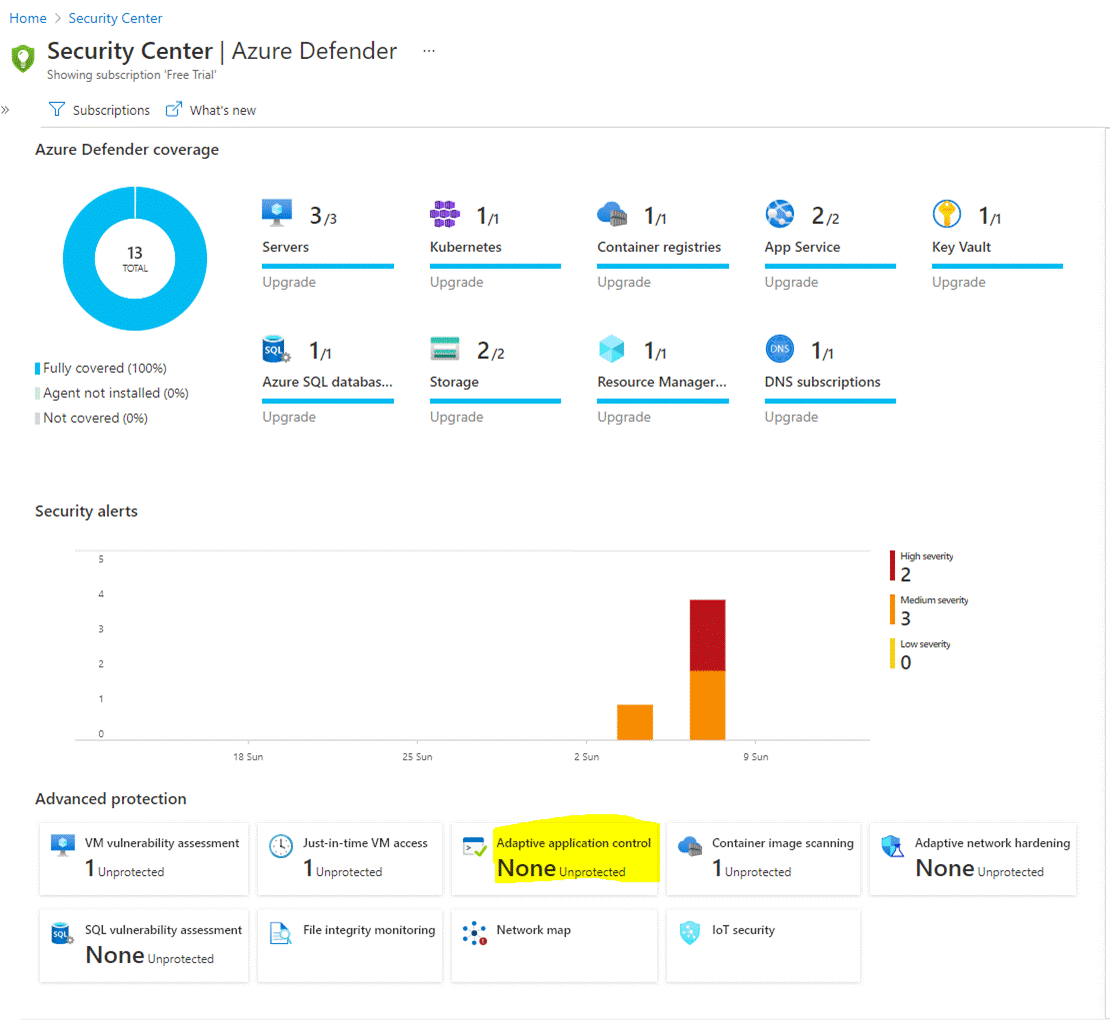 Home > Security Center
Security Center | Azure Defender ...
Showing subscription 'Free Trial'
» Subscriptions What's new
Azure Defender coverage
13
TOTAL
Fully covered (100%)
Agent not installed (0%)
Not covered (0%)
3/3
Servers
Upgrade
1/1
Kubernetes
Upgrade
1/1
Container registries
Upgrade
2/2
App Service
Upgrade
1/1
Key Vault
Upgrade
SQL
1/1
Azure SQL databas...
Upgrade
2/2
Storage
Upgrade
1/1
Resource Manager...
Upgrade
DNS
1/1
DNS subscriptions
Upgrade
Security alerts
5
4
3
2
1
0
18 Sun
25 Sun
2 Sun
9 Sun
High severity
2
Medium severity
3
Low severity
0
Advanced protection
VM vulnerability assessment
1 Unprotected
Just-in-time VM access
1 Unprotected
Adaptive application control
None Unprotected
Container image scanning
1 Unprotected
Adaptive network hardening
None Unprotected
SQL
SQL vulnerability assessment
None Unprotected
File integrity monitoring
Network map
IoT security